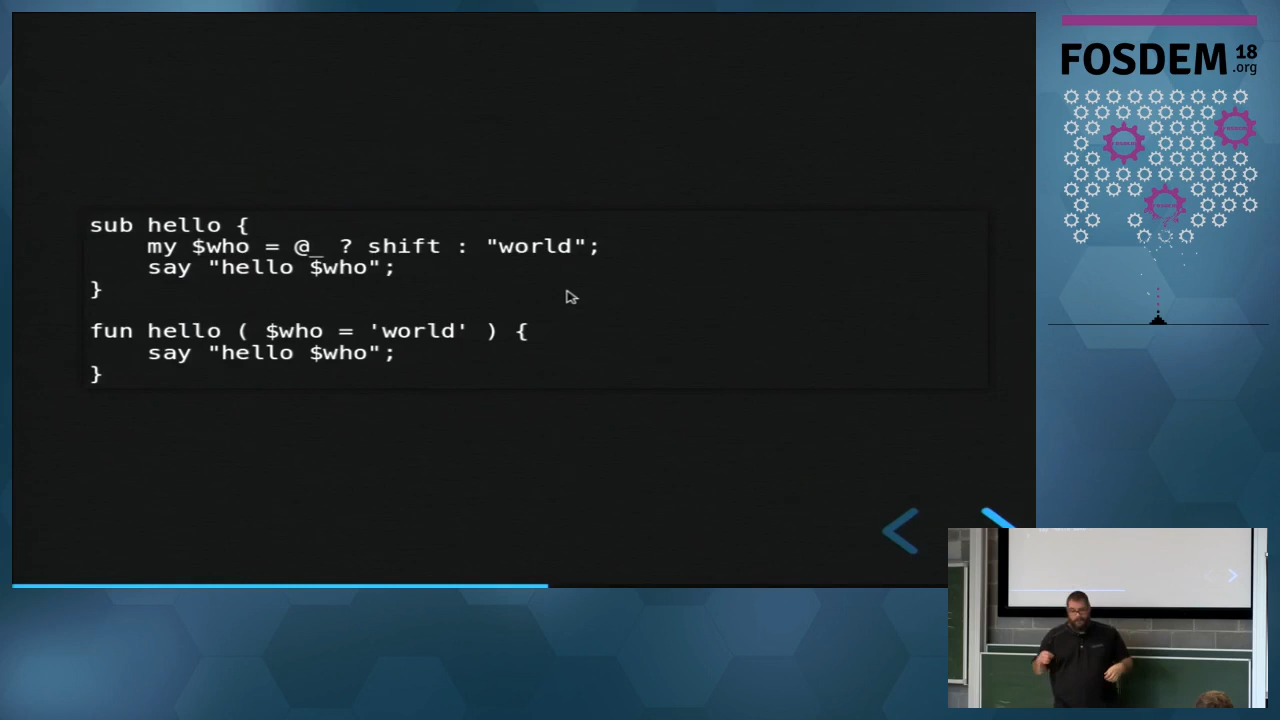 sub hello {
    my $who = @_ ? shift : "world";
    say "hello $who";
}
fun hello ( $who = 'world' ) {
    say "hello $who";
}
FOSDEM 18
.org